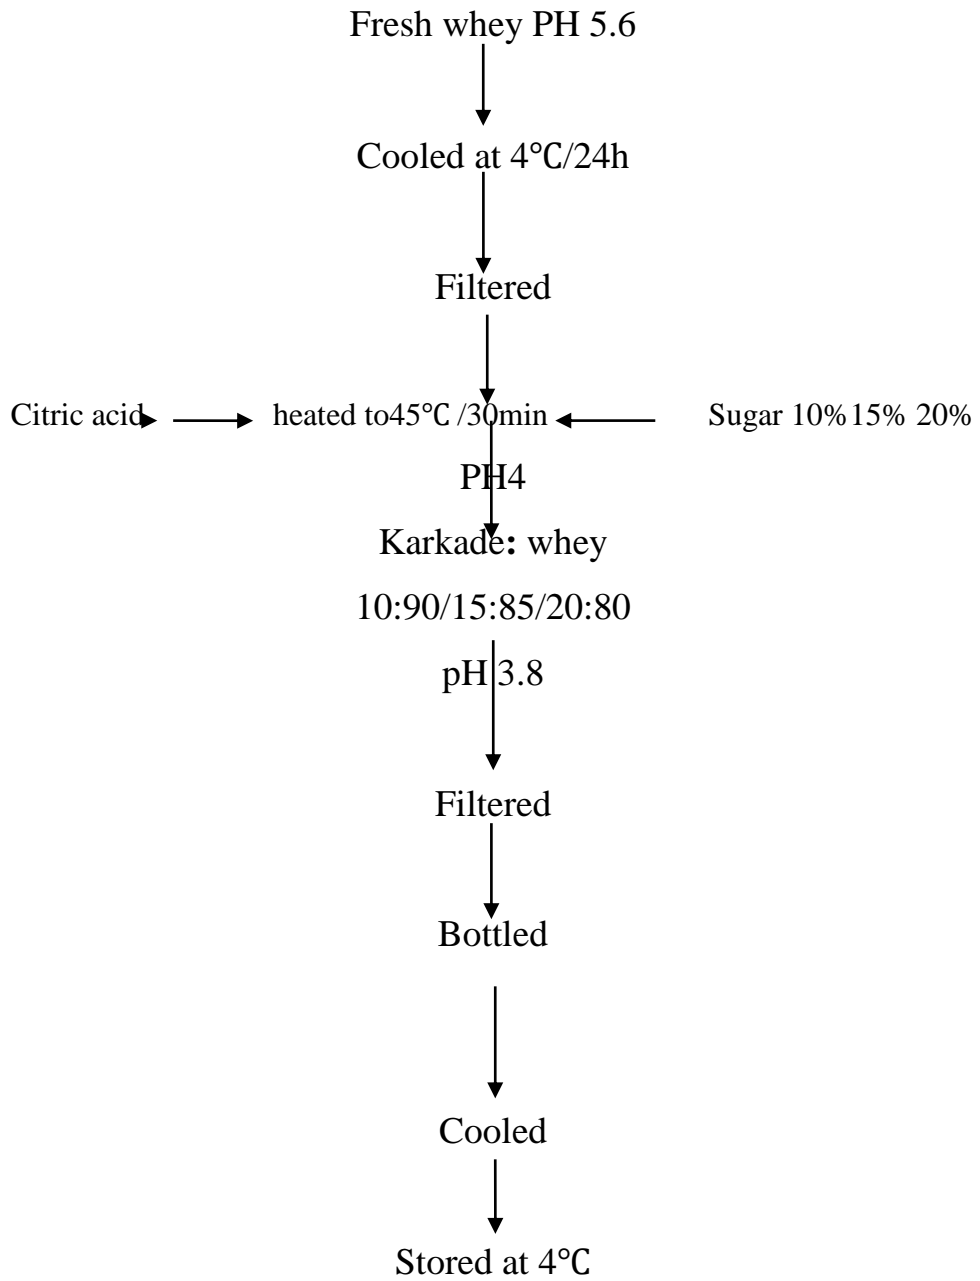 Fresh whey PH 5.6
Cooled at 4℃/24h
Filtered
Citric acid heated to45℃ /30min Sugar 10% 15% 20%
PH4
Karkade: whey
10:90/15:85/20:80
pH 3.8
Filtered
Bottled
Cooled
Stored at 4℃